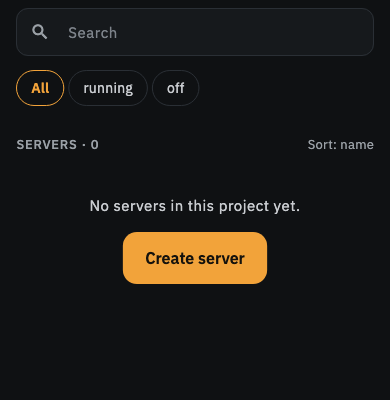 Search
All running off
SERVERS · 0 Sort: name
No servers in this project yet.
Create server